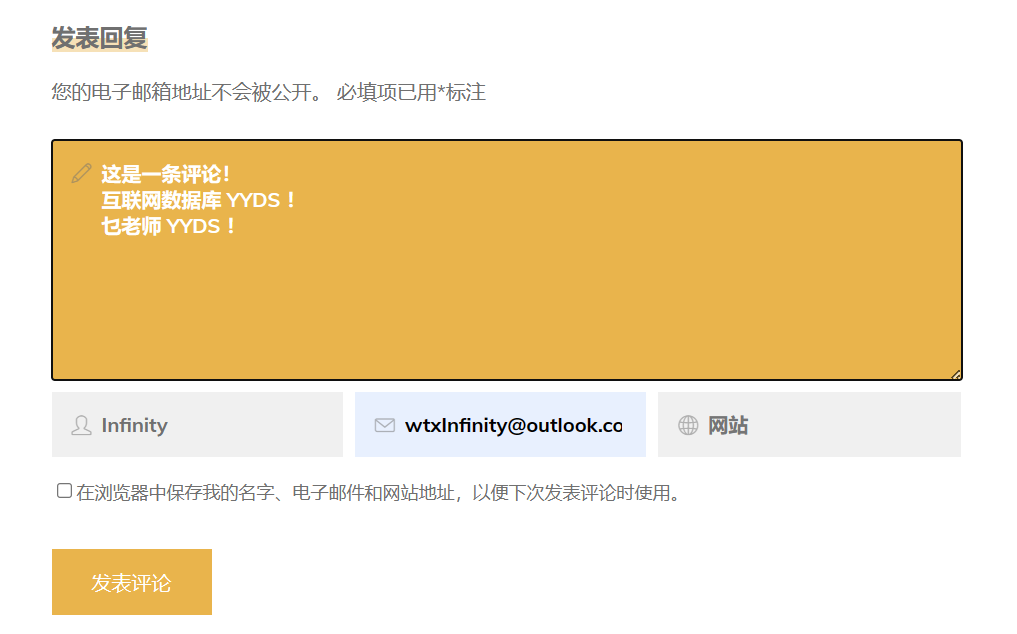 发表回复
您的电子邮箱地址不会被公开。 必填项已用*标注
这是一条评论！
互联网数据库 YYDS！
乜老师 YYDS！
Infinity
wtxInfinity@outlook.co
网站
在浏览器中保存我的名字、电子邮件和网站地址，以便下次发表评论时使用。
发表评论